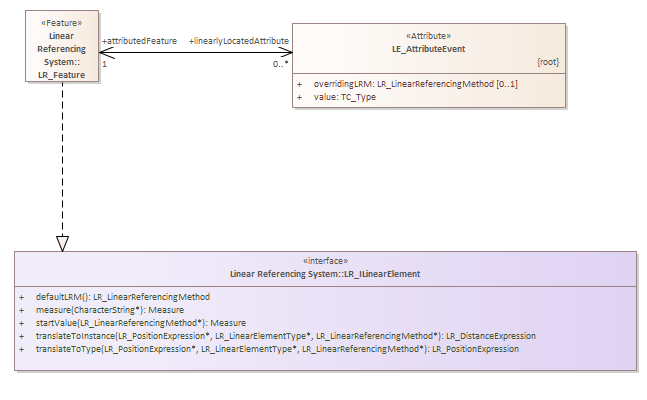 «Feature»
Linear
Referencing
System::
LR_Feature
+attributedFeature
+linearlyLocatedAttribute
1
0..*
«Attribute»
LE_AttributeEvent
{root}
+ overridingLRM: LR_LinearReferencingMethod [0..1]
+ value: TC_Type
«interface»
Linear Referencing System::LR_ILinearElement
+ defaultLRM(): LR_LinearReferencingMethod
+ measure(CharacterString*): Measure
+ startValue(LR_LinearReferencingMethod*): Measure
+ translateToInstance(LR_PositionExpression*, LR_LinearElementType*, LR_LinearReferencingMethod*): LR_DistanceExpression
+ translateToType(LR_PositionExpression*, LR_LinearElementType*, LR_LinearReferencingMethod*): LR_PositionExpression